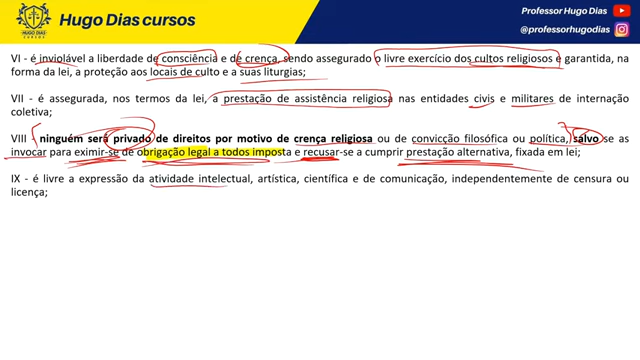 Hugo Dias cursos
Professor Hugo Dias
@professorhugodias
HUGO DIAS
CURSOS
VI - é inviolável a liberdade de consciência e de crença, sendo assegurado o livre exercício dos cultos religiosos e garantida, na
forma da lei, a proteção aos locais de culto e a suas liturgias;
VII - é assegurada, nos termos da lei, a prestação de assistência religiosa nas entidades civis e militares de internação
coletiva;
VIII - ninguém será privado de direitos por motivo de crença religiosa ou de convicção filosófica ou política, salvo se as
invocar para eximir-se de obrigação legal a todos imposta e recusar-se a cumprir prestação alternativa, fixada em lei;
IX - é livre a expressão da atividade intelectual, artística, científica e de comunicação, independentemente de censura ou
licença;